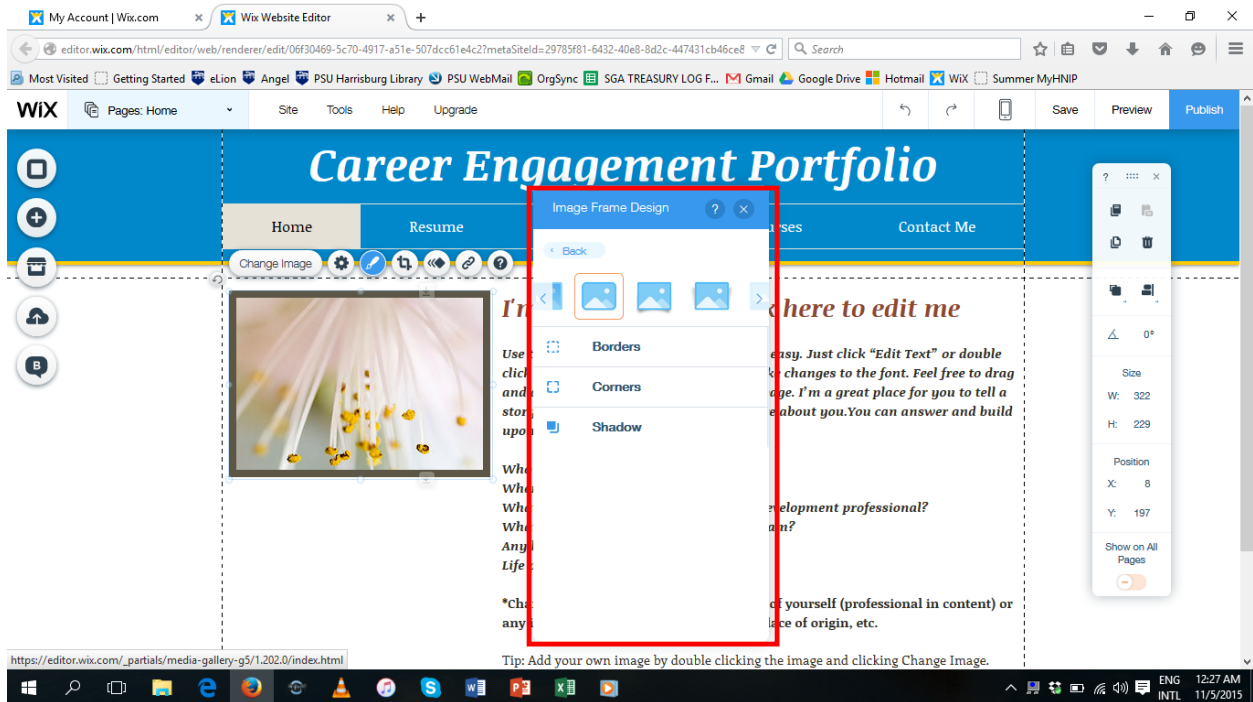 My Account | Wix.com
Wix Website Editor
editor.wix.com/html/editor/web/renderer/edit/06f30469-5c70-4917-a51e-507dcc61e4c2?metaSiteId=29785f81-6432-40e8-8d2c-447431cb46ce8
Search
Most Visited Getting Started eLion Angel PSU Harrisburg Library PSU WebMail OrgSync SGA TREASURY LOG F... Gmail Google Drive Hotmail WiX Summer MyHNIP
WiX Pages: Home Site Tools Help Upgrade Save Preview Publish
Career Engagement Portfolio
Home Resume Contact Me
Image Frame Design ? ×
Back
Change Image
Borders
Corners
Shadow
I'm here to edit me
Use easy. Just click “Edit Text” or double
changes to the font. Feel free to drag
I'm a great place for you to tell a
about you.You can answer and build
upon
development professional?
Any
Life
of yourself (professional in content) or
any place of origin, etc.
Tip: Add your own image by double clicking the image and clicking Change Image.
?
0°
Size
W: 322
H: 229
Position
X: 8
Y: 197
Show on All
Pages
B
https://editor.wix.com/_partials/media-gallery-g5/1.202.0/index.html
ENG 12:27 AM
INTL 11/5/2015